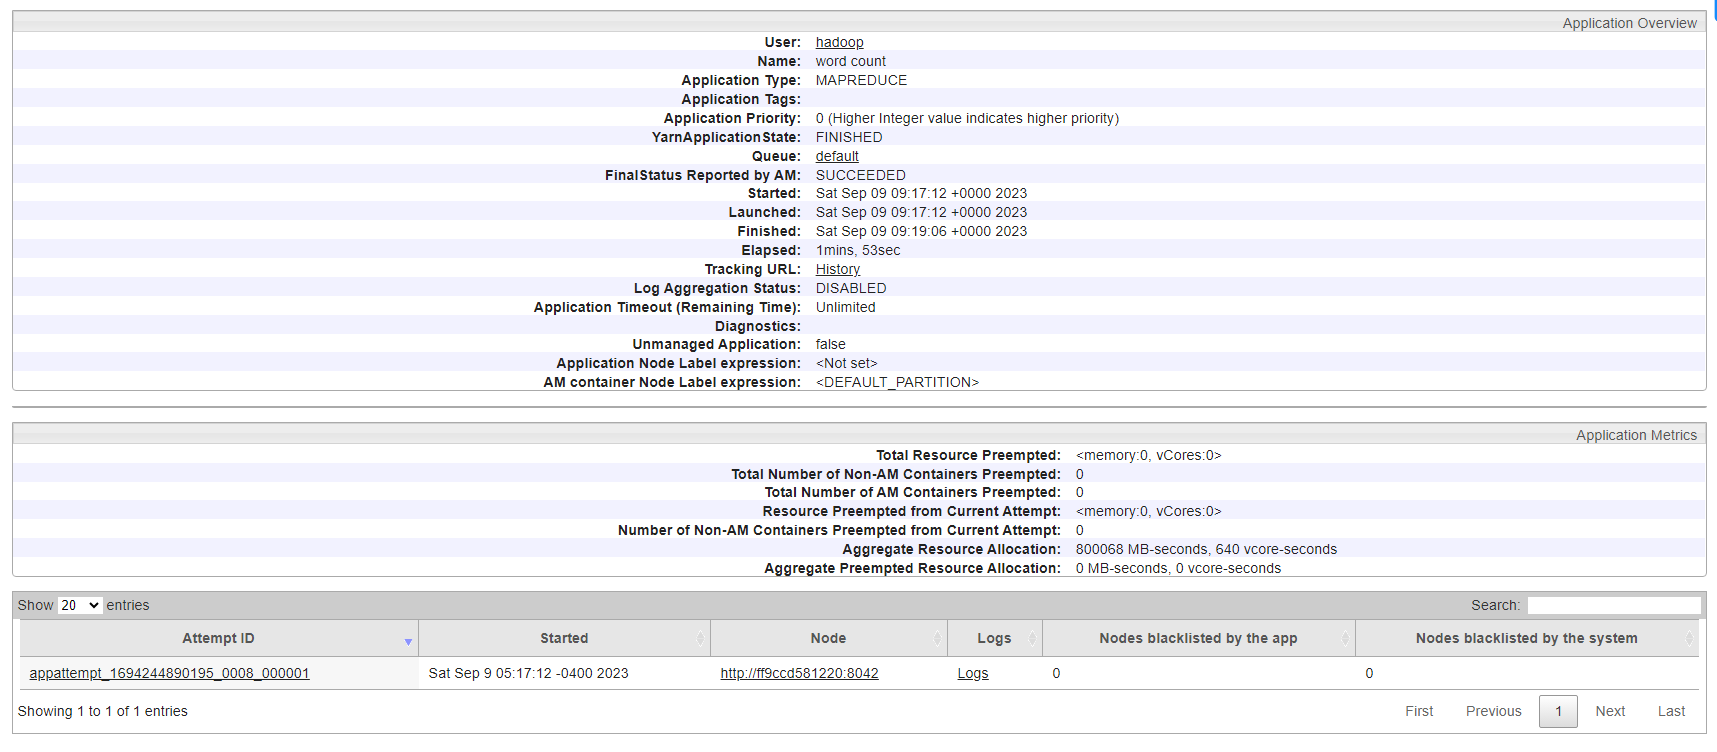 Application Overview
User: hadoop
Name: word count
Application Type: MAPREDUCE
Application Tags:
Application Priority: 0 (Higher Integer value indicates higher priority)
YarnApplicationState: FINISHED
Queue: default
FinalStatus Reported by AM: SUCCEEDED
Started: Sat Sep 09 09:17:12 +0000 2023
Launched: Sat Sep 09 09:17:12 +0000 2023
Finished: Sat Sep 09 09:19:06 +0000 2023
Elapsed: 1mins, 53sec
Tracking URL: History
Log Aggregation Status: DISABLED
Application Timeout (Remaining Time): Unlimited
Diagnostics:
Unmanaged Application: false
Application Node Label expression: <Not set>
AM container Node Label expression: <DEFAULT_PARTITION>
Application Metrics
Total Resource Preempted: <memory:0, vCores:0>
Total Number of Non-AM Containers Preempted: 0
Total Number of AM Containers Preempted: 0
Resource Preempted from Current Attempt: <memory:0, vCores:0>
Number of Non-AM Containers Preempted from Current Attempt: 0
Aggregate Resource Allocation: 800068 MB-seconds, 640 vcore-seconds
Aggregate Preempted Resource Allocation: 0 MB-seconds, 0 vcore-seconds
Show 20 entries Search:
Attempt ID Started Node Logs Nodes blacklisted by the app Nodes blacklisted by the system
appattempt_1694244890195_0008_000001 Sat Sep 9 05:17:12 -0400 2023 http://ff9ccd581220:8042 Logs 0 0
Showing 1 to 1 of 1 entries First Previous 1 Next Last